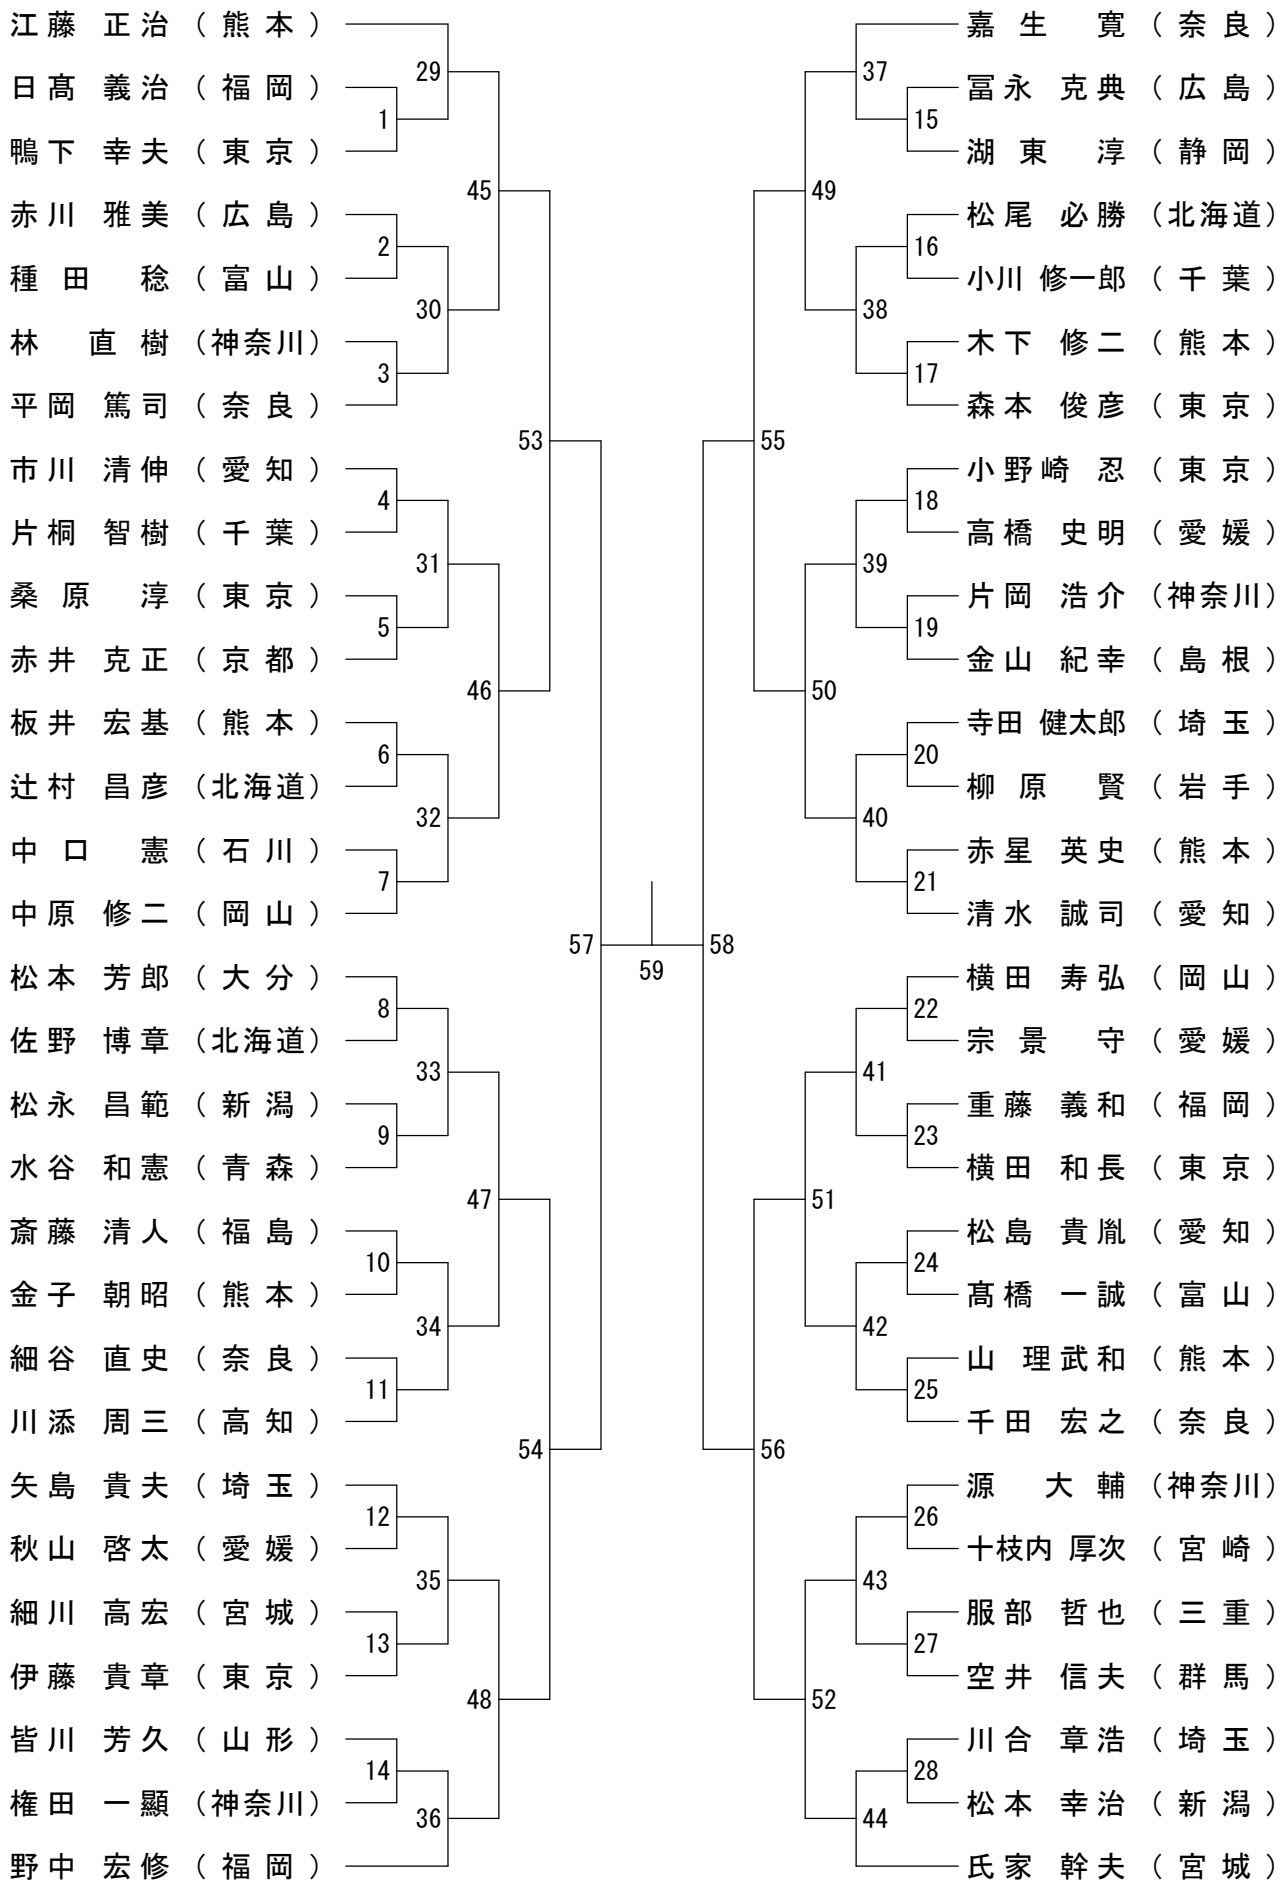 江藤 正治 （ 熊本 ）
29
日髙 義治 （ 福岡 ）
1
鴨下 幸夫 （ 東京 ）
45
赤川 雅美 （ 広島 ）
2
種田 稔 （ 富山 ）
30
林 直樹 （神奈川）
3
平岡 篤司 （ 奈良 ）
53
市川 清伸 （ 愛知 ）
4
片桐 智樹 （ 千葉 ）
31
桑原 淳 （ 東京 ）
5
赤井 克正 （ 京都 ）
46
板井 宏基 （ 熊本 ）
6
辻村 昌彦 （北海道）
32
中口 憲 （ 石川 ）
7
中原 修二 （ 岡山 ）
57
松本 芳郎 （ 大分 ）
8
佐野 博章 （北海道）
33
松永 昌範 （ 新潟 ）
9
水谷 和憲 （ 青森 ）
47
斎藤 清人 （ 福島 ）
10
金子 朝昭 （ 熊本 ）
34
細谷 直史 （ 奈良 ）
11
川添 周三 （ 高知 ）
54
矢島 貴夫 （ 埼玉 ）
12
秋山 啓太 （ 愛媛 ）
35
細川 高宏 （ 宮城 ）
13
伊藤 貴章 （ 東京 ）
48
皆川 芳久 （ 山形 ）
14
権田 一顯 （神奈川）
36
野中 宏修 （ 福岡 ）
59
嘉生 寛 （ 奈良 ）
37
冨永 克典 （ 広島 ）
15
湖東 淳 （ 静岡 ）
49
松尾 必勝 （北海道）
16
小川 修一郎 （ 千葉 ）
38
木下 修二 （ 熊本 ）
17
森本 俊彦 （ 東京 ）
55
小野崎 忍 （ 東京 ）
18
高橋 史明 （ 愛媛 ）
39
片岡 浩介 （神奈川）
19
金山 紀幸 （ 島根 ）
50
寺田 健太郎 （ 埼玉 ）
20
柳原 賢 （ 岩手 ）
40
赤星 英史 （ 熊本 ）
21
清水 誠司 （ 愛知 ）
58
横田 寿弘 （ 岡山 ）
22
宗景 守 （ 愛媛 ）
41
重藤 義和 （ 福岡 ）
23
横田 和長 （ 東京 ）
51
松島 貴胤 （ 愛知 ）
24
髙橋 一誠 （ 富山 ）
42
山 理武和 （ 熊本 ）
25
千田 宏之 （ 奈良 ）
56
源 大輔 （神奈川）
26
十枝内 厚次 （ 宮崎 ）
43
服部 哲也 （ 三重 ）
27
空井 信夫 （ 群馬 ）
52
川合 章浩 （ 埼玉 ）
28
松本 幸治 （ 新潟 ）
44
氏家 幹夫 （ 宮城 ）